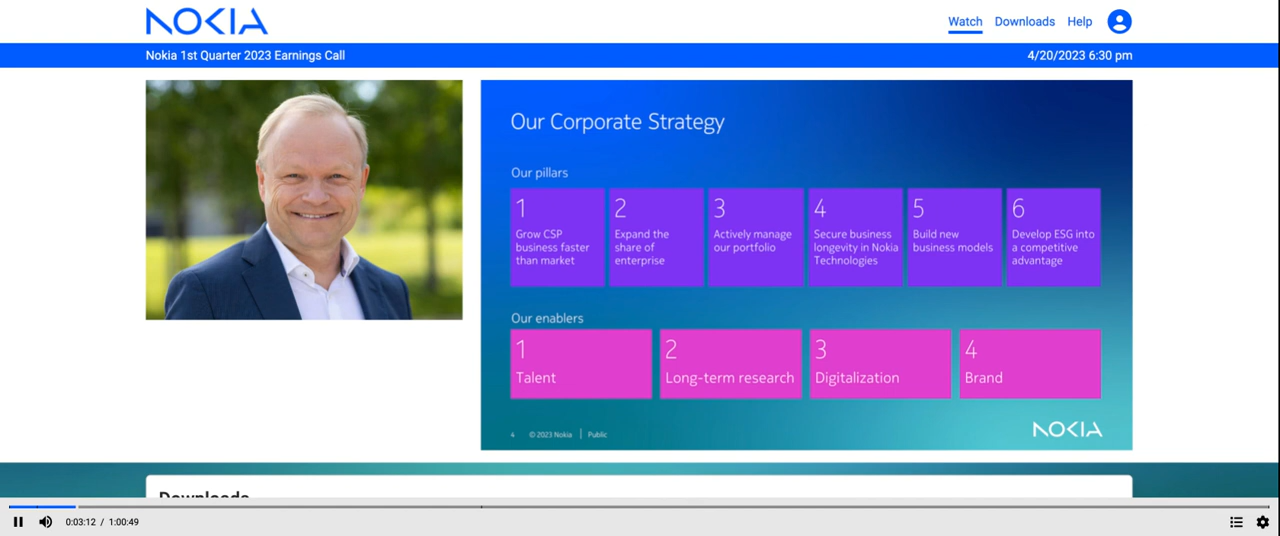 NOKIA
Watch Downloads Help
Nokia 1st Quarter 2023 Earnings Call
4/20/2023 6:30 pm
Our Corporate Strategy
Our pillars
1
Grow CSP
business faster
than market
2
Expand the
share of
enterprise
3
Actively manage
our portfolio
4
Secure business
longevity in Nokia
Technologies
5
Build new
business models
6
Develop ESG into
a competitive
advantage
Our enablers
1
Talent
2
Long-term research
3
Digitalization
4
Brand
4 © 2023 Nokia | Public
NOKIA
Downloads
0:03:12 / 1:00:49